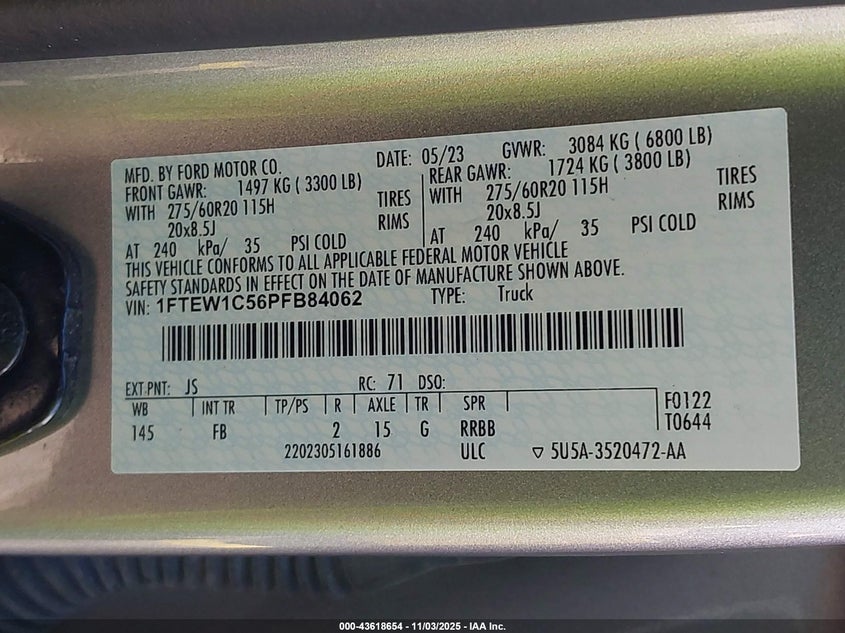 MFD. BY FORD MOTOR CO. DATE: 05/23 GVWR: 3084 KG ( 6800 LB)
FRONT GAWR: 1497 KG ( 3300 LB) REAR GAWR: 1724 KG ( 3800 LB)
WITH 275/60R20 115H TIRES WITH 275/60R20 115H TIRES
20x8.5J RIMS 20x8.5J RIMS
AT 240 kPa/ 35 PSI COLD AT 240 kPa/ 35 PSI COLD
THIS VEHICLE CONFORMS TO ALL APPLICABLE FEDERAL MOTOR VEHICLE
SAFETY STANDARDS IN EFFECT ON THE DATE OF MANUFACTURE SHOWN ABOVE.
VIN: 1FTEW1C56PFB84062 TYPE: Truck
EXT PNT: JS RC: 71 DSO:
WB INT TR TP/PS R AXLE TR SPR F0122
145 FB 2 15 G RRBB T0644
2202305161886 ULC ▽ 5U5A-3520472-AA
000-43618654 - 11/03/2025 - IAA Inc.